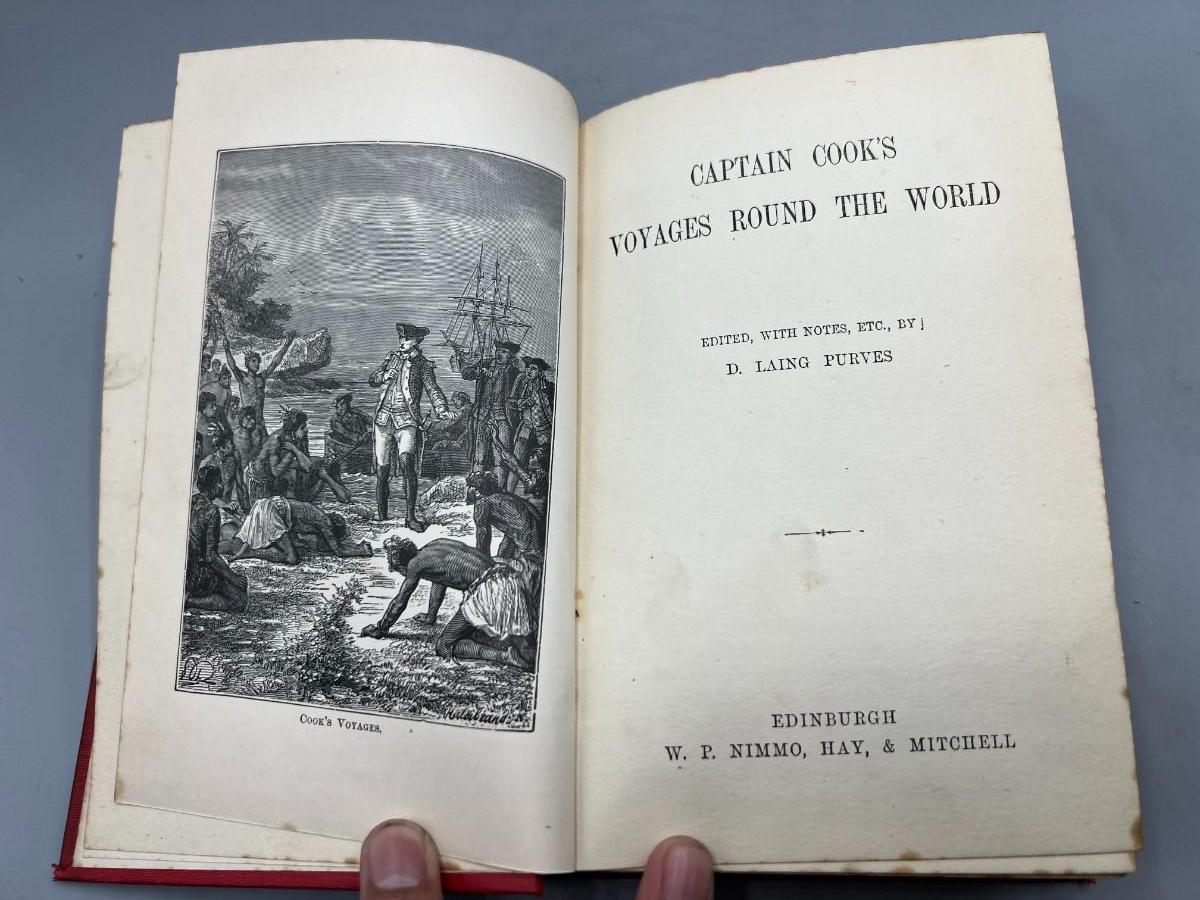 COOK'S VOYAGES,
CAPTAIN COOK'S
VOYAGES ROUND THE WORLD
EDITED, WITH NOTES, ETC., BY
D. LAING PURVES
EDINBURGH
W. P. NIMMO, HAY, & MITCHELL